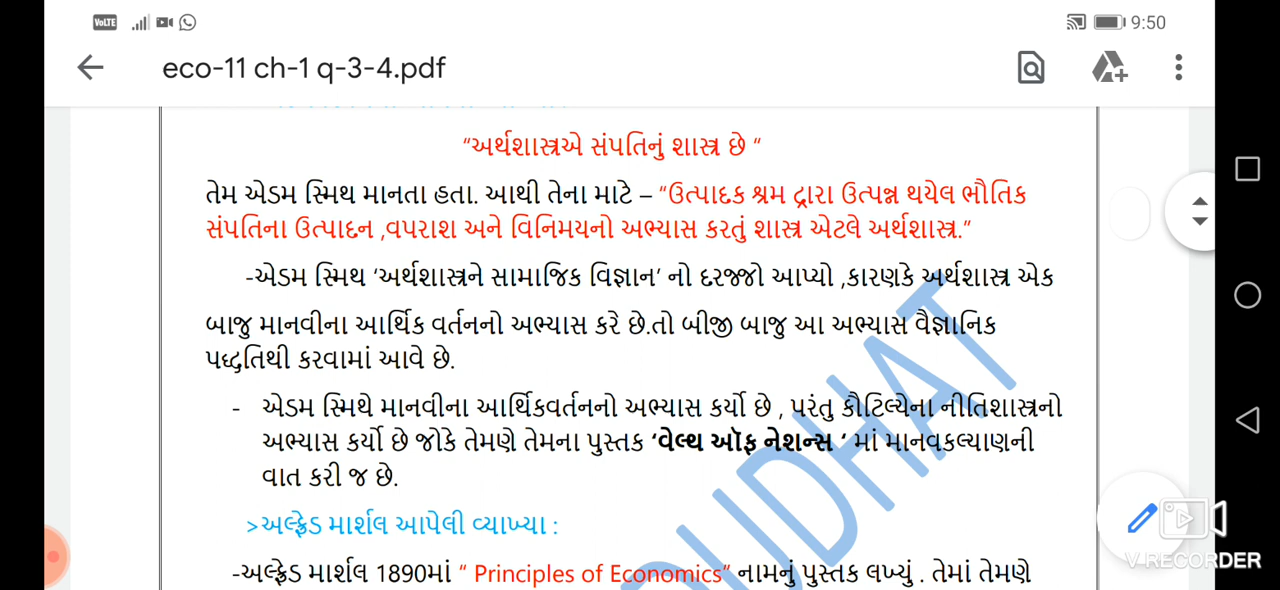 VoLTE
9:50
eco-11 ch-1 q-3-4.pdf
“અર્થશાસ્ત્રએ સંપતિનું શાસ્ત્ર છે “
તેમ એડમ સ્મિથ માનતા હતા. આથી તેના માટે – “ઉત્પાદક શ્રમ દ્રારા ઉત્પન્ન થયેલ ભૌતિક
સંપતિના ઉત્પાદન ,વપરાશ અને વિનિમયનો અભ્યાસ કરતું શાસ્ત્ર એટલે અર્થશાસ્ત્ર.”
-એડમ સ્મિથ ‘અર્થશાસ્ત્રને સામાજિક વિજ્ઞાન’ નો દરજ્જો આપ્યો ,કારણકે અર્થશાસ્ત્ર એક
બાજુ માનવીના આર્થિક વર્તનનો અભ્યાસ કરે છે.તો બીજી બાજુ આ અભ્યાસ વૈજ્ઞાનિક
પદ્ધતિથી કરવામાં આવે છે.
- એડમ સ્મિથે માનવીના આર્થિકવર્તનનો અભ્યાસ કર્યો છે , પરંતુ કૌટિલ્યેના નીતિશાસ્ત્રનો
અભ્યાસ કર્યો છે જોકે તેમણે તેમના પુસ્તક ‘વેલ્થ ઑફ નેશન્સ ‘ માં માનવકલ્યાણની
વાત કરી જ છે.
>અલ્ફ્રેડ માર્શલ આપેલી વ્યાખ્યા :
-અલ્ફ્રેડ માર્શલ 1890માં “ Principles of Economics” નામનું પુસ્તક લખ્યું . તેમાં તેમણે
OUDHAT
V-RECORDER